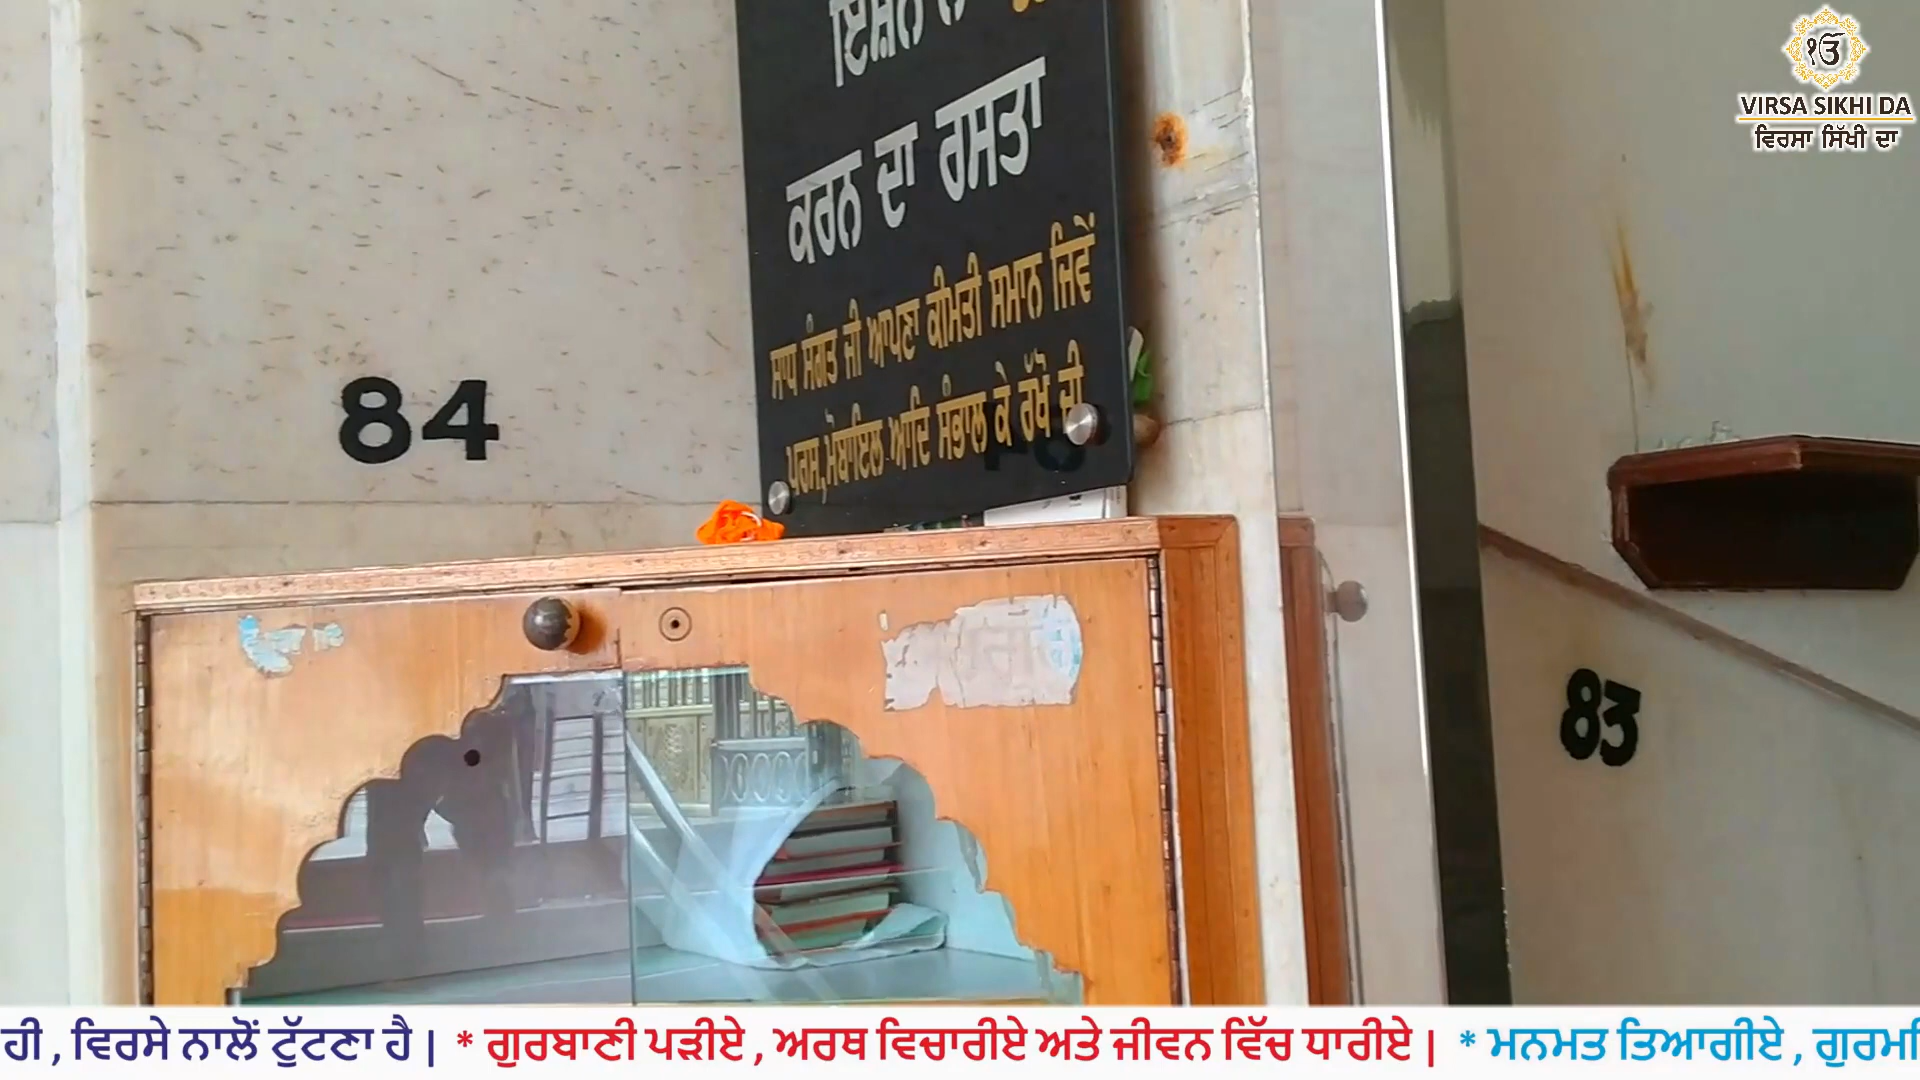 ਇਸ਼ਨਾਨ
ਕਰਨ ਦਾ ਰਸਤਾ
ਸਾਧ ਸੰਗਤ ਜੀ ਆਪਣਾ ਕੀਮਤੀ ਸਮਾਨ ਜਿਵੇਂ
ਪਰਸ,ਮੋਬਾਇਲ ਆਦਿ ਸੰਭਾਲ ਕੇ ਰੱਖੋ ਜੀ
84
83
ੴ
VIRSA SIKHI DA
ਵਿਰਸਾ ਸਿੱਖੀ ਦਾ
ਹੀ , ਵਿਰਸੇ ਨਾਲੋਂ ਟੁੱਟਣਾ ਹੈ | * ਗੁਰਬਾਣੀ ਪੜੀਏ , ਅਰਥ ਵਿਚਾਰੀਏ ਅਤੇ ਜੀਵਨ ਵਿੱਚ ਧਾਰੀਏ | * ਮਨਮਤ ਤਿਆਗੀਏ ,